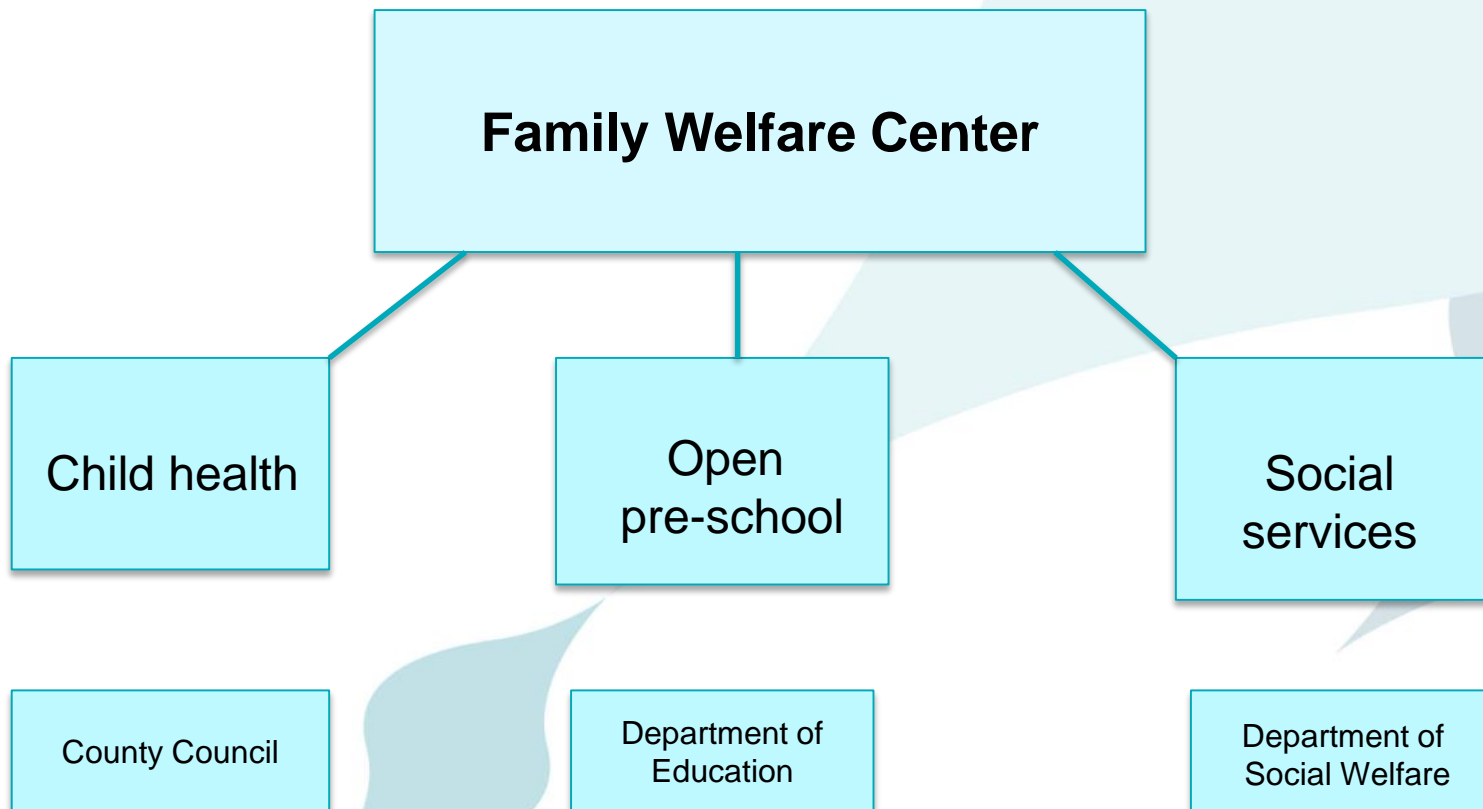 Family Welfare Center
Child health
Open
pre-school
Social
services
County Council
Department of
Education
Department of
Social Welfare